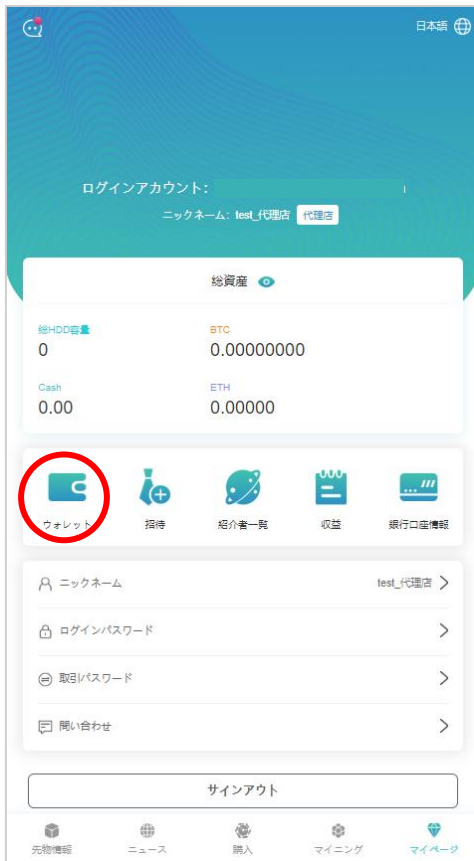 日本語
ログインアカウント：
ニックネーム：test_代理店 代理店
総資産
総HDD容量 BTC
0 0.00000000
Cash ETH
0.00 0.00000
ウォレット 招待 紹介者一覧 収益 銀行口座情報
ニックネーム test_代理店
ログインパスワード
取引パスワード
問い合わせ
サインアウト
先物情報 ニュース 購入 マイニング マイページ